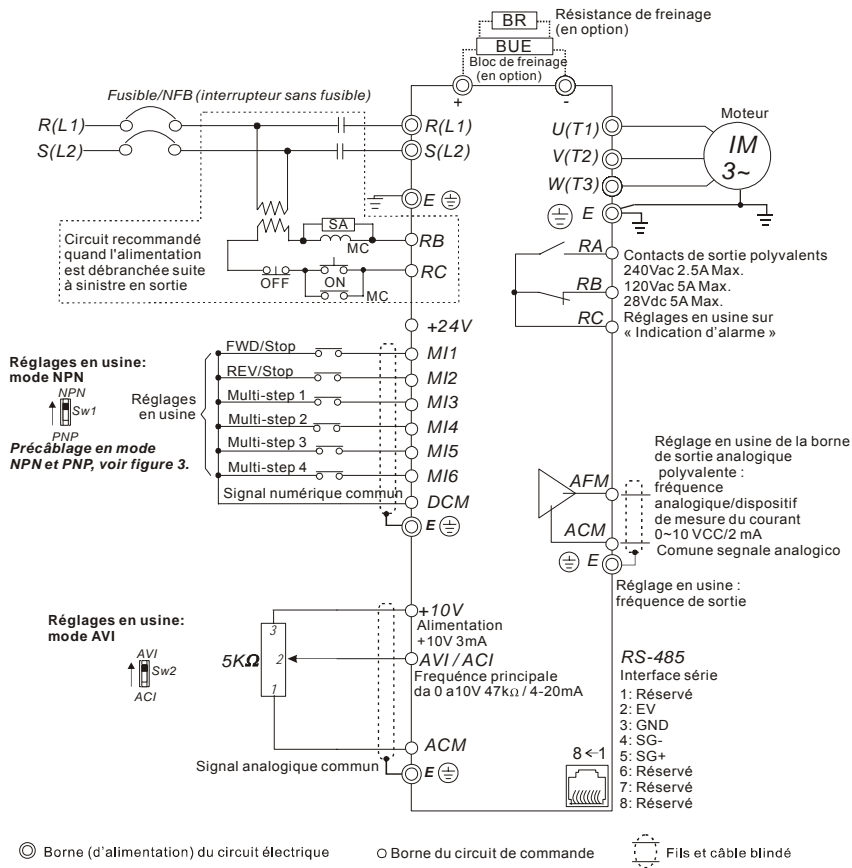 BR
Résistance de freinage
(en option)
BUE
Bloc de freinage
(en option)
+
-
Fusible/NFB (interrupteur sans fusible)
R(L1)
S(L2)
R(L1)
S(L2)
E
Circuit recommandé
quand l'alimentation
est débranchée suite
à sinistre en sortie
SA
MC
OFF
ON
MC
RB
RC
U(T1)
V(T2)
W(T3)
E
Moteur
IM
3~
RA
RB
RC
Contacts de sortie polyvalents
240Vac 2.5A Max.
120Vac 5A Max.
28Vdc 5A Max.
Réglages en usine sur
« Indication d'alarme »
+24V
Réglages en usine:
mode NPN
NPN
Sw1
PNP
Précâblage en mode
NPN et PNP, voir figure 3.
Réglages
en usine
FWD/Stop
MI1
REV/Stop
MI2
Multi-step 1
MI3
Multi-step 2
MI4
Multi-step 3
MI5
Multi-step 4
MI6
Signal numérique commun
DCM
E
AFM
ACM
E
Réglage en usine de la borne
de sortie analogique
polyvalente :
fréquence
analogique/dispositif
de mesure du courant
0~10 VCC/2 mA
Comune segnale analogico
Réglage en usine :
fréquence de sortie
Réglages en usine:
mode AVI
AVI
Sw2
ACI
5KΩ
3
2
1
+10V
Alimentation
+10V 3mA
AVI / ACI
Frequénce principale
da 0 a10V 47kΩ / 4-20mA
ACM
Signal analogique commun
E
RS-485
Interface série
1: Réservé
2: EV
3: GND
4: SG-
5: SG+
6: Réservé
7: Réservé
8: Réservé
8←1
Borne (d'alimentation) du circuit électrique
Borne du circuit de commande
Fils et câble blindé